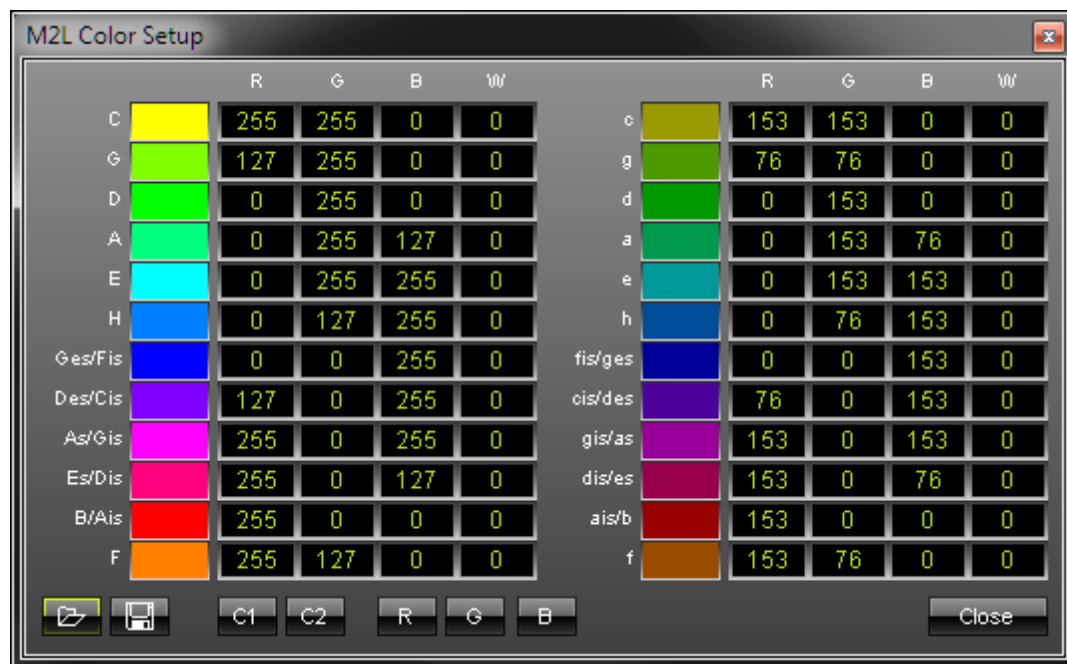 M2L Color Setup
R G B W R G B W
C 255 255 0 0 c 153 153 0 0
G 127 255 0 0 g 76 76 0 0
D 0 255 0 0 d 0 153 0 0
A 0 255 127 0 a 0 153 76 0
E 0 255 255 0 e 0 153 153 0
H 0 127 255 0 h 0 76 153 0
Ges/Fis 0 0 255 0 fis/ges 0 0 153 0
Des/Cis 127 0 255 0 cis/des 76 0 153 0
As/Gis 255 0 255 0 gis/as 153 0 153 0
Es/Dis 255 0 127 0 dis/es 153 0 76 0
B/Ais 255 0 0 0 ais/b 153 0 0 0
F 255 127 0 0 f 153 76 0 0
C1 C2 R G B Close